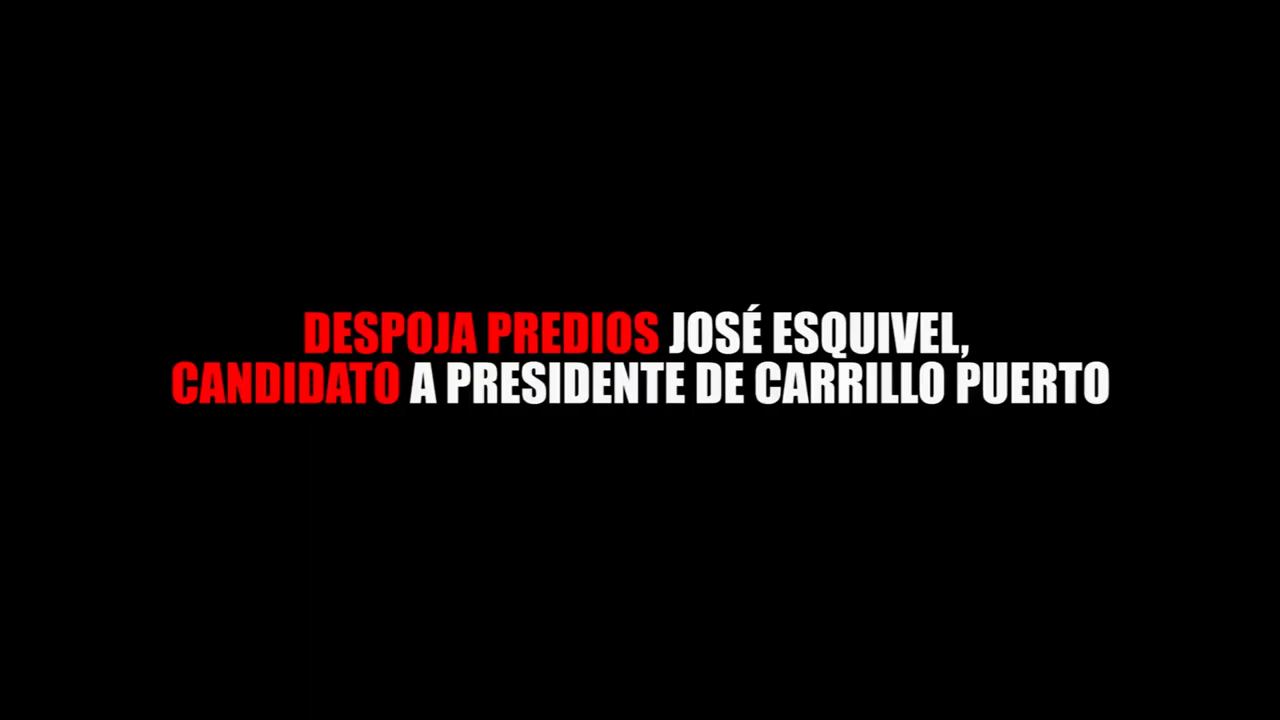 DESPOJA PREDIOS JOSÉ ESQUIVEL,
CANDIDATO A PRESIDENTE DE CARRILLO PUERTO